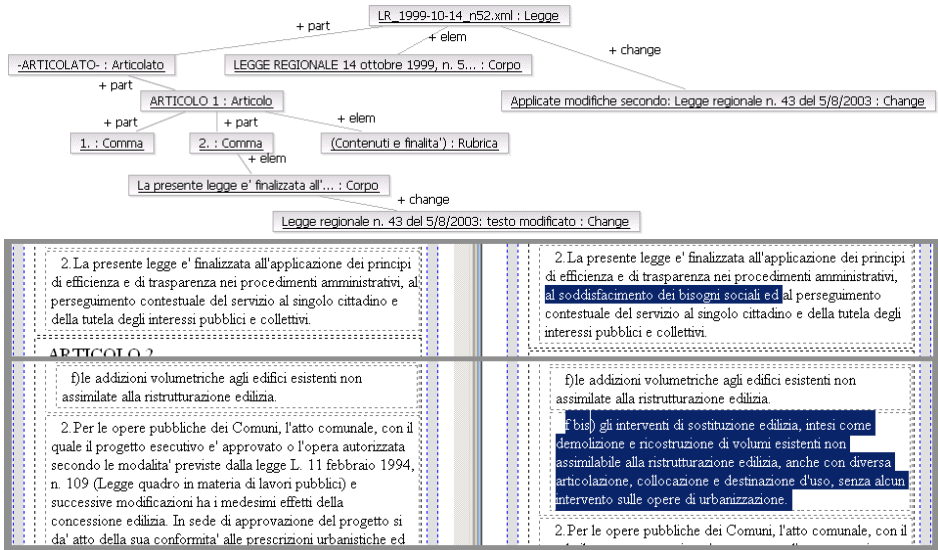 LR_1999-10-14_n52.xml : Legge
+ part
+ elem
+ change
-ARTICOLATO- : Articolato
LEGGE REGIONALE 14 ottobre 1999, n. 5... : Corpo
+ part
ARTICOLO 1 : Articolo
Applicate modifiche secondo: Legge regionale n. 43 del 5/8/2003 : Change
+ part
+ part
+ elem
1. : Comma
2. : Comma
(Contenuti e finalita') : Rubrica
+ elem
La presente legge e' finalizzata all'... : Corpo
+ change
Legge regionale n. 43 del 5/8/2003: testo modificato : Change
2.La presente legge e' finalizzata all'applicazione dei principi
di efficienza e di trasparenza nei procedimenti amministrativi, al
perseguimento contestuale del servizio al singolo cittadino e
della tutela degli interessi pubblici e collettivi.
ARTICOLO 2
2.La presente legge e' finalizzata all'applicazione dei principi
di efficienza e di trasparenza nei procedimenti amministrativi,
al soddisfacimento dei bisogni sociali ed al perseguimento
contestuale del servizio al singolo cittadino e della tutela degli
interessi pubblici e collettivi.
f)le addizioni volumetriche agli edifici esistenti non
assimilate alla ristrutturazione edilizia.
2.Per le opere pubbliche dei Comuni, l'atto comunale, con il
quale il progetto esecutivo e' approvato o l'opera autorizzata
secondo le modalita' previste dalla legge L. 11 febbraio 1994,
n. 109 (Legge quadro in materia di lavori pubblici) e
successive modificazioni ha i medesimi effetti della
concessione edilizia. In sede di approvazione del progetto si
da' atto della sua conformita' alle prescrizioni urbanistiche ed
f)le addizioni volumetriche agli edifici esistenti non
assimilate alla ristrutturazione edilizia.
f bis) gli interventi di sostituzione edilizia, intesi come
demolizione e ricostruzione di volumi esistenti non
assimilabile alla ristrutturazione edilizia, anche con diversa
articolazione, collocazione e destinazione d'uso, senza alcun
intervento sulle opere di urbanizzazione.
2.Per le opere pubbliche dei Comuni, l'atto comunale, con il